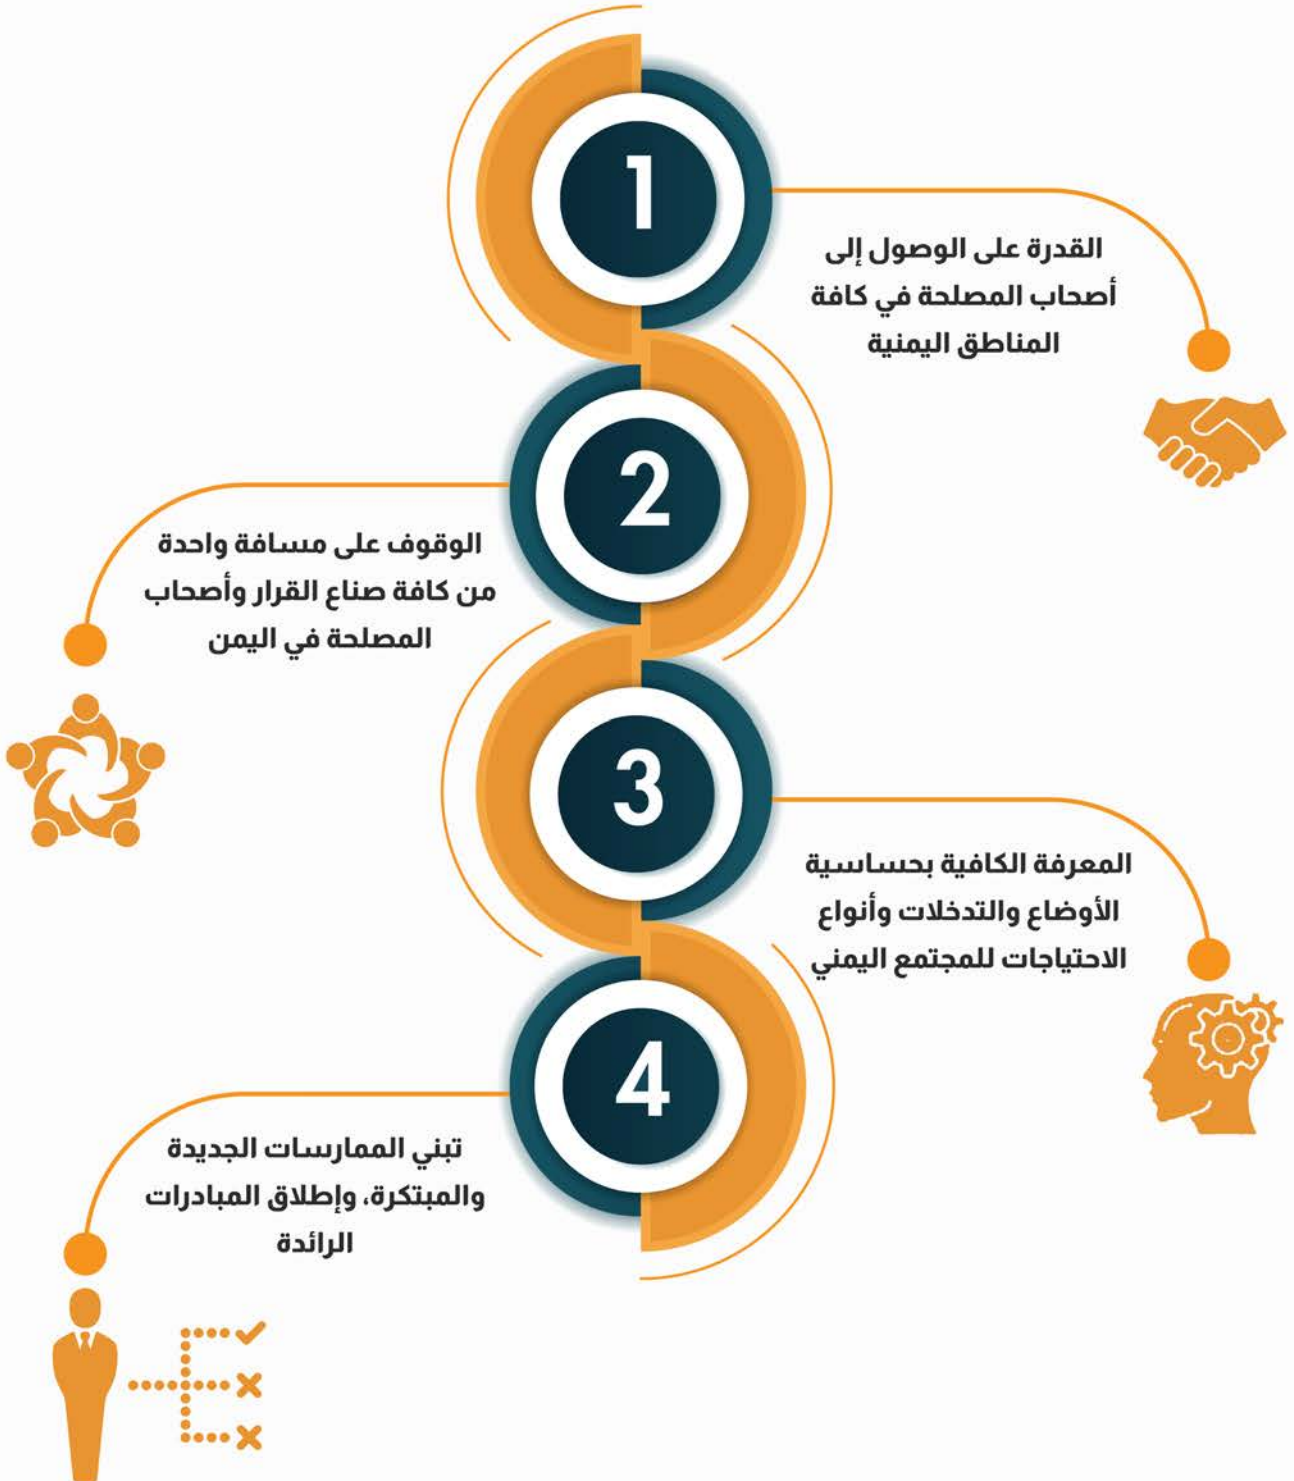 1
القدرة على الوصول إلى
أصحاب المصلحة في كافة
المناطق اليمنية
2
الوقوف على مسافة واحدة
من كافة صناع القرار وأصحاب
المصلحة في اليمن
3
المعرفة الكافية بحساسية
الأوضاع والتدخلات وأنواع
الاحتياجات للمجتمع اليمني
4
تبني الممارسات الجديدة
والمبتكرة، وإطلاق المبادرات
الرائدة